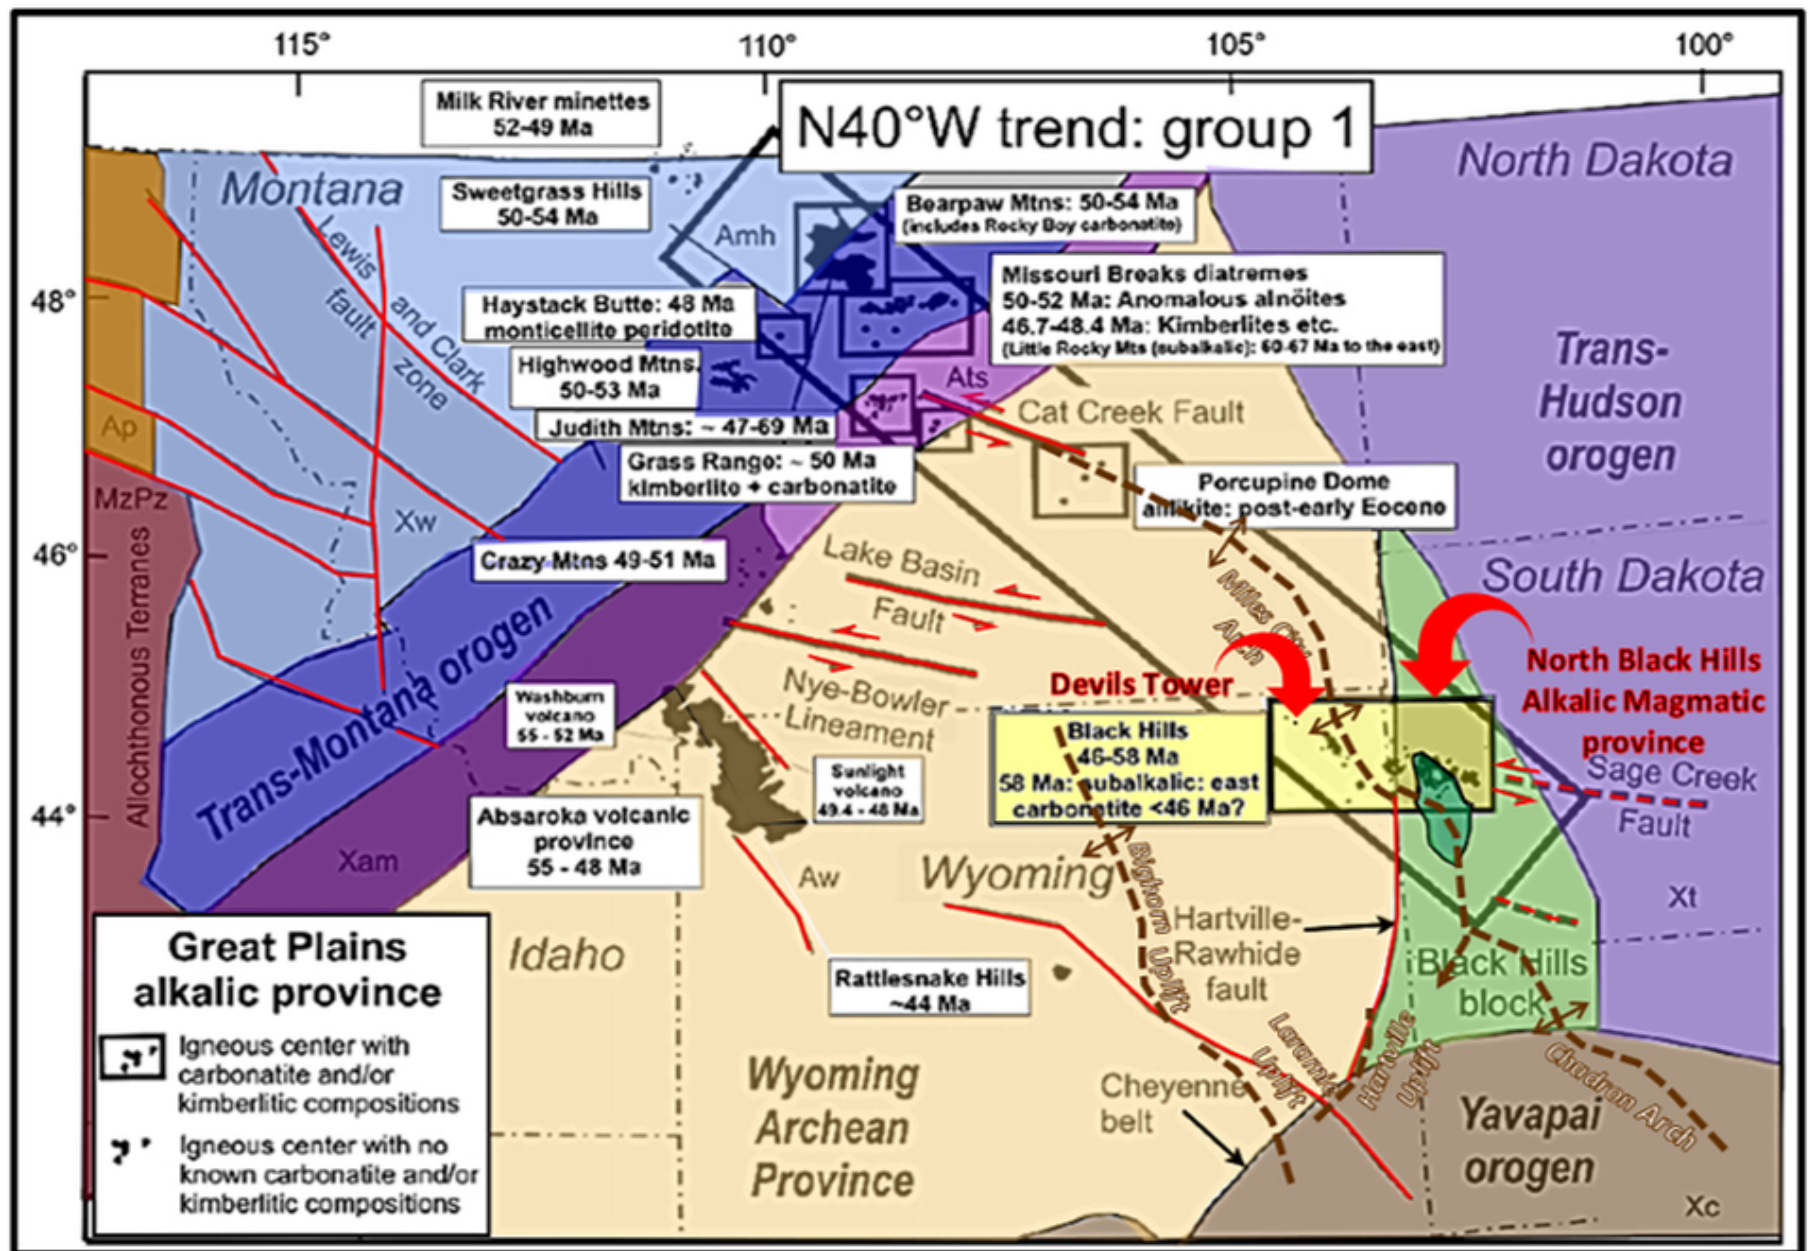 115°
110°
105°
100°
Milk River minettes
52-49 Ma
N40°W trend: group 1
North Dakota
Montana
Sweetgrass Hills
50-54 Ma
Bearpaw Mtns: 50-54 Ma
(includes Rocky Boy carbonatite)
Amh
Lewis and Clark
fault zone
Missouri Breaks diatremes
50-52 Ma: Anomalous alnöites
46.7-48.4 Ma: Kimberlites etc.
(Little Rocky Mts (subalkalic): 60-67 Ma to the east)
48°
Haystack Butte: 48 Ma
monticellite peridotite
Trans-
Hudson
orogen
Highwood Mtns.
50-53 Ma
Ats
Cat Creek Fault
Ap
Judith Mtns: ~ 47-69 Ma
Grass Range: ~ 50 Ma
kimberlite + carbonatite
Porcupine Dome
alllikite: post-early Eocene
MzPz
Xw
46°
Crazy Mtns 49-51 Ma
Lake Basin
Fault
Miles City
Arch
South Dakota
Allochthonous Terranes
Trans-Montana orogen
Devils Tower
North Black Hills
Alkalic Magmatic
province
Nye-Bowler
Lineament
Washburn
volcano
55 - 52 Ma
Black Hills
46-58 Ma
58 Ma: subalkalic: east
carbonatite <46 Ma?
Sunlight
volcano
49.4 - 48 Ma
Sage Creek
Fault
44°
Absaroka volcanic
province
55 - 48 Ma
Xam
Aw
Wyoming
Bighorn Uplift
Hartville-
Rawhide
fault
Xt
Idaho
Rattlesnake Hills
~44 Ma
Black Hills
block
Great Plains
alkalic province
Igneous center with
carbonatite and/or
kimberlitic compositions
Igneous center with no
known carbonatite and/or
kimberlitic compositions
Wyoming
Archean
Province
Cheyenne
belt
Laramie
Uplift
Hartville
Uplift
Chadron Arch
Yavapai
orogen
Xc